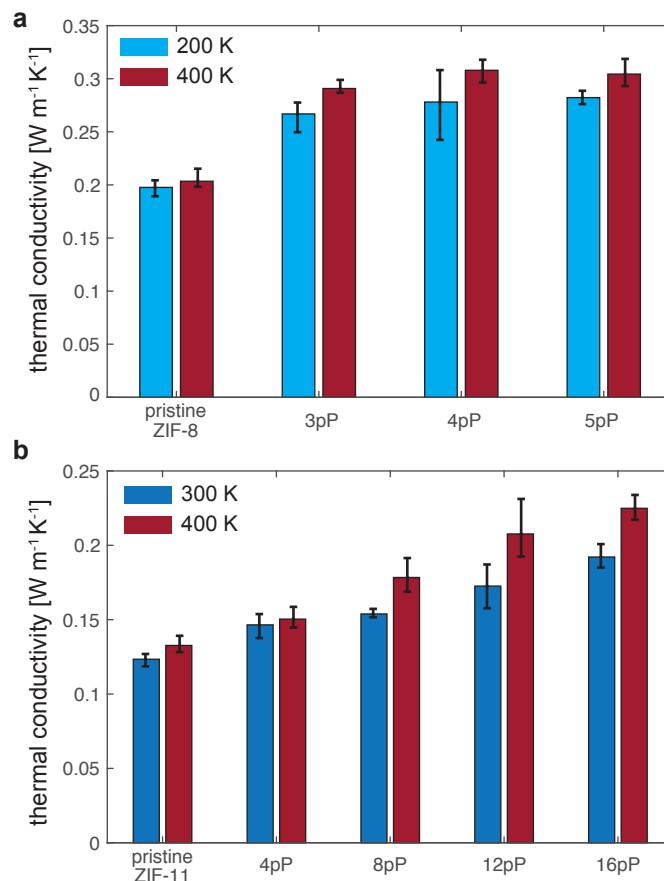 a
200 K
400 K
thermal conductivity [W m⁻¹ K⁻¹]
0.35
0.3
0.25
0.2
0.15
0.1
0.05
0
pristine
ZIF-8
3pP
4pP
5pP
b
300 K
400 K
thermal conductivity [W m⁻¹ K⁻¹]
0.25
0.2
0.15
0.1
0.05
0
pristine
ZIF-11
4pP
8pP
12pP
16pP